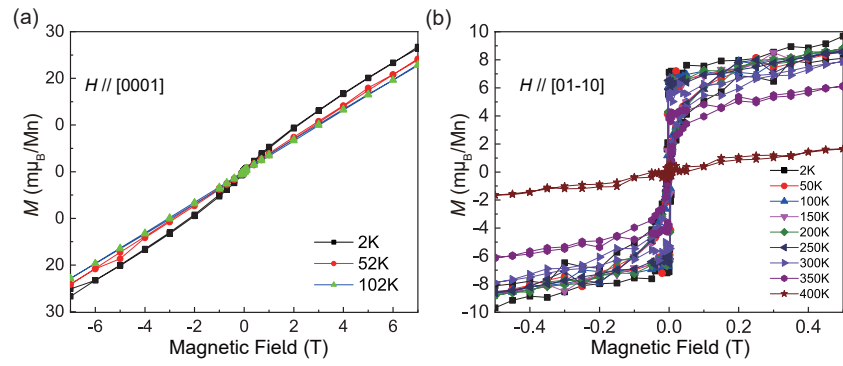 (a)
H // [0001]
M (mμB/Mn)
30
20
0
0
0
20
30
-6
-4
-2
0
2
4
6
Magnetic Field (T)
2K
52K
102K
(b)
H // [01-10]
M (mμB/Mn)
10
8
6
4
2
0
-2
-4
-6
-8
-10
-0.4
-0.2
0.0
0.2
0.4
Magnetic Field (T)
2K
50K
100K
150K
200K
250K
300K
350K
400K